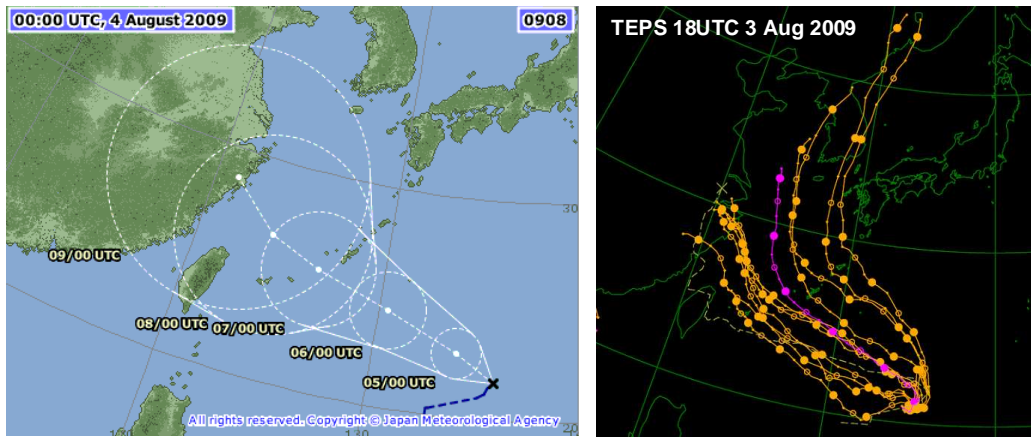 00:00 UTC, 4 August 2009
0908
TEPS 18UTC 3 Aug 2009
30
09/00 UTC
08/00 UTC
07/00 UTC
06/00 UTC
05/00 UTC
All rights reserved. Copyright © Japan Meteorological Agency
120
130
20